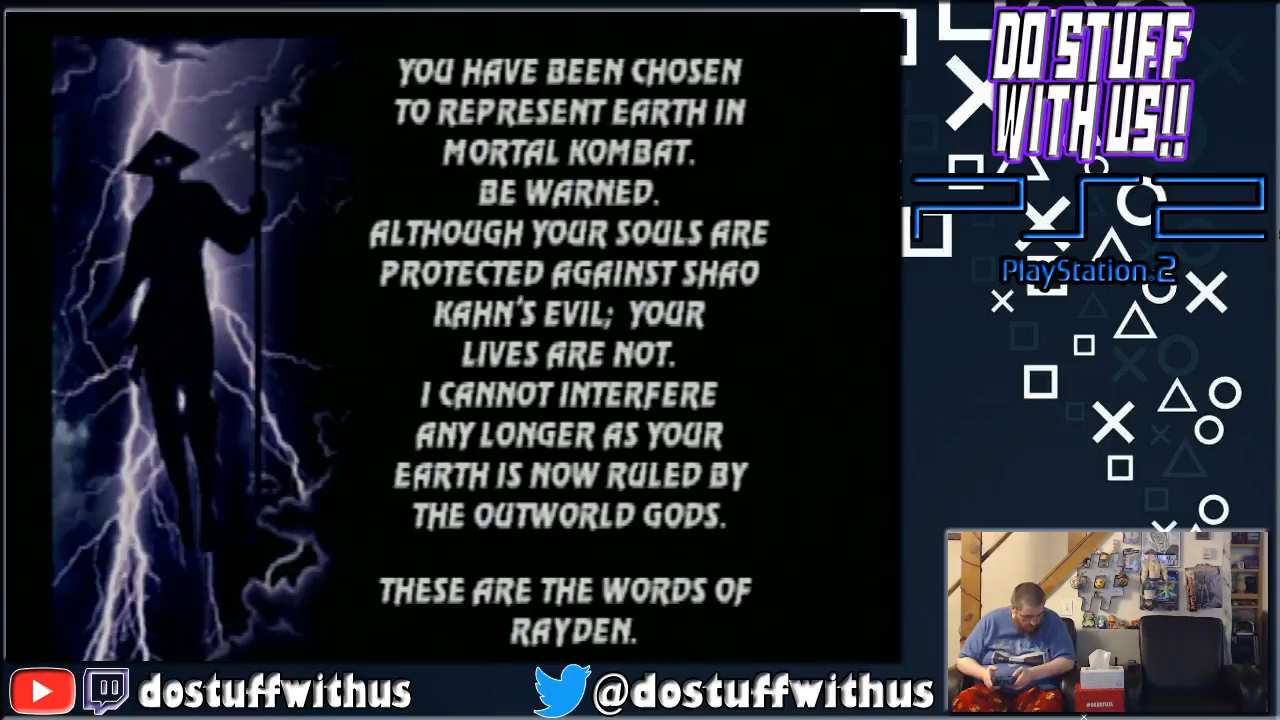 YOU HAVE BEEN CHOSEN
TO REPRESENT EARTH IN
MORTAL KOMBAT.
BE WARNED.
ALTHOUGH YOUR SOULS ARE
PROTECTED AGAINST SHAO
KAHN'S EVIL; YOUR
LIVES ARE NOT.
I CANNOT INTERFERE
ANY LONGER AS YOUR
EARTH IS NOW RULED BY
THE OUTWORLD GODS.
THESE ARE THE WORDS OF
RAYDEN.
DO STUFF
WITH US!!
PS2
PlayStation.2
dostuffwithus
@dostuffwithus